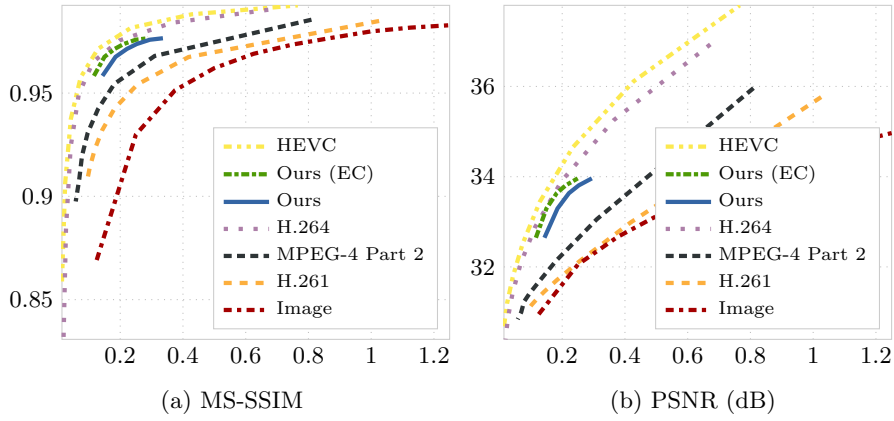 0.95
0.9
0.85
0.2
0.4
0.6
0.8
1
1.2
HEVC
Ours (EC)
Ours
H.264
MPEG-4 Part 2
H.261
Image
(a) MS-SSIM
36
34
32
0.2
0.4
0.6
0.8
1
1.2
HEVC
Ours (EC)
Ours
H.264
MPEG-4 Part 2
H.261
Image
(b) PSNR (dB)